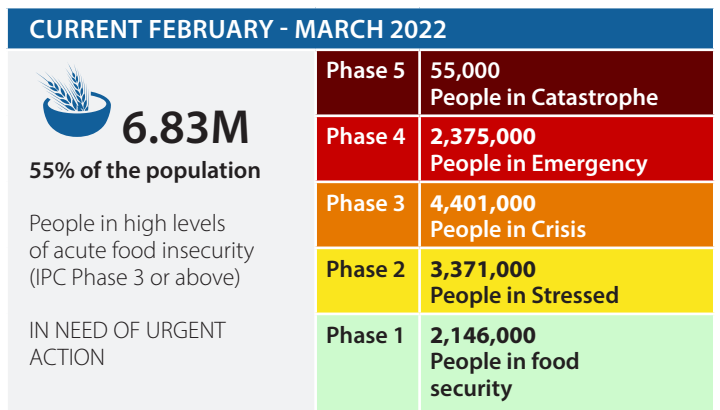 CURRENT FEBRUARY - MARCH 2022
6.83M
55% of the population
People in high levels
of acute food insecurity
(IPC Phase 3 or above)
IN NEED OF URGENT
ACTION
Phase 5
55,000
People in Catastrophe
Phase 4
2,375,000
People in Emergency
Phase 3
4,401,000
People in Crisis
Phase 2
3,371,000
People in Stressed
Phase 1
2,146,000
People in food
security